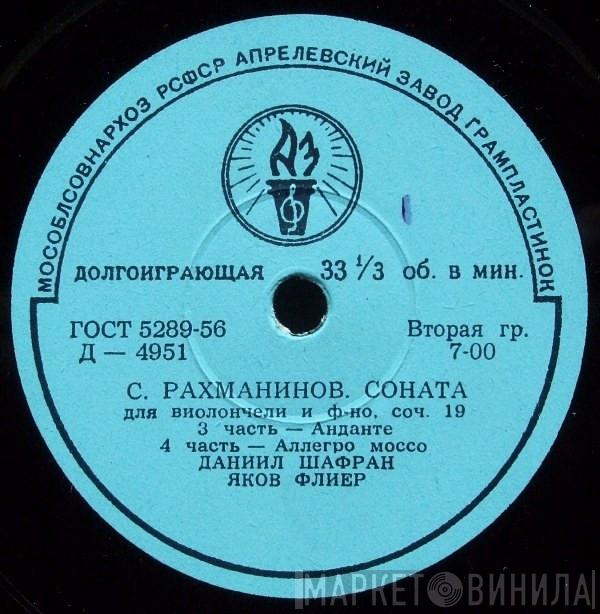 МОСОБЛСОВНАРХОЗ РСФСР АПРЕЛЕВСКИЙ ЗАВОД ГРАМПЛАСТИНОК
АЗ
ДОЛГОИГРАЮЩАЯ 33 1/3 об. в мин.
ГОСТ 5289-56 Вторая гр.
Д — 4951 7-00
С. РАХМАНИНОВ. СОНАТА
для виолончели и ф-но, соч. 19
3 часть — Анданте
4 часть — Аллегро моссо
ДАНИИЛ ШАФРАН
ЯКОВ ФЛИЕР
МАРКЕТ ВИНИЛА